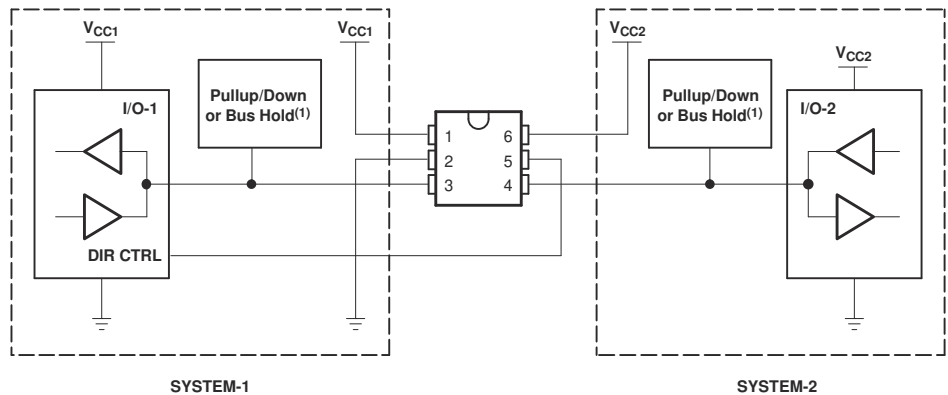 VCC1
VCC1
VCC2
VCC2
I/O-1
Pullup/Down
or Bus Hold(1)
Pullup/Down
or Bus Hold(1)
I/O-2
1
6
2
5
3
4
DIR CTRL
SYSTEM-1
SYSTEM-2